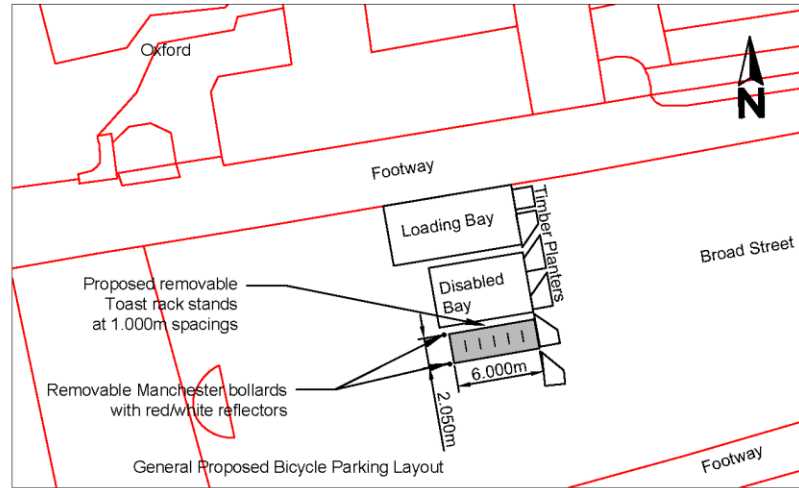 Oxford
N
Footway
Timber Planters
Loading Bay
Broad Street
Disabled
Bay
Proposed removable
Toast rack stands
at 1.000m spacings
6.000m
Removable Manchester bollards
with red/white reflectors
2.050m
General Proposed Bicycle Parking Layout
Footway